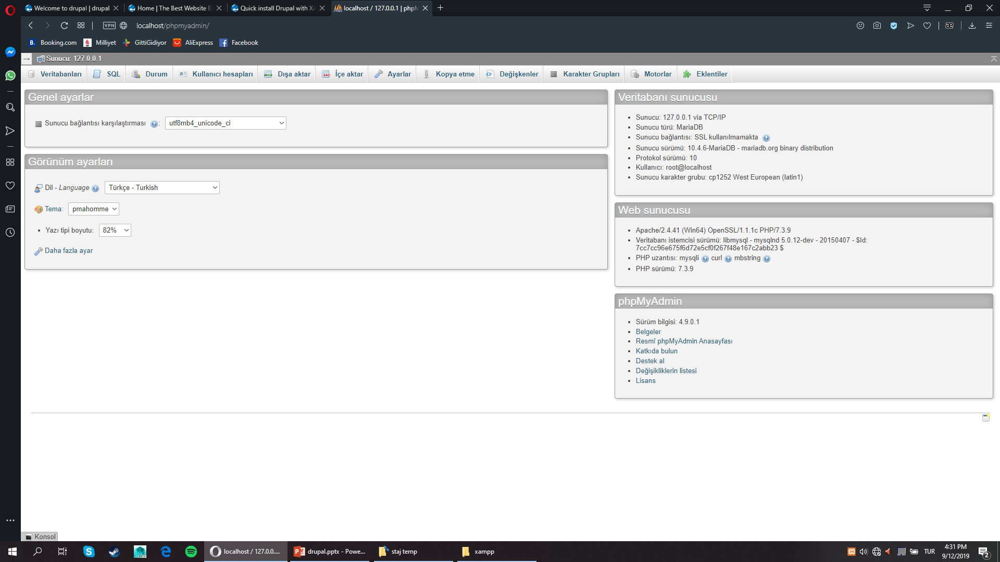 Welcome to drupal | drupal
Home | The Best Website E
Quick install Drupal with XA
localhost / 127.0.0.1 | phpM
VPN
localhost/phpmyadmin/
Booking.com
Milliyet
GittiGidiyor
AliExpress
Facebook
Sunucu: 127.0.0.1
Veritabanları
SQL
Durum
Kullanıcı hesapları
Dışa aktar
İçe aktar
Ayarlar
Kopya etme
Değişkenler
Karakter Grupları
Motorlar
Eklentiler
Genel ayarlar
Sunucu bağlantısı karşılaştırması : utf8mb4_unicode_ci
Görünüm ayarları
Dil - Language Türkçe - Turkish
Tema: pmahomme
Yazı tipi boyutu: 82%
Daha fazla ayar
Veritabanı sunucusu
Sunucu: 127.0.0.1 via TCP/IP
Sunucu türü: MariaDB
Sunucu bağlantısı: SSL kullanılmamakta
Sunucu sürümü: 10.4.6-MariaDB - mariadb.org binary distribution
Protokol sürümü: 10
Kullanıcı: root@localhost
Sunucu karakter grubu: cp1252 West European (latin1)
Web sunucusu
Apache/2.4.41 (Win64) OpenSSL/1.1.1c PHP/7.3.9
Veritabanı istemcisi sürümü: libmysql - mysqlnd 5.0.12-dev - 20150407 - $Id:
7cc7cc96e675f6d72e5cf0f267f48e167c2abb23 $
PHP uzantısı: mysqli curl mbstring
PHP sürümü: 7.3.9
phpMyAdmin
Sürüm bilgisi: 4.9.0.1
Belgeler
Resmî phpMyAdmin Anasayfası
Katkıda bulun
Destek al
Değişikliklerin listesi
Lisans
Konsol
localhost / 127.0.0....
drupal.pptx - Powe...
staj temp
xampp
TUR
4:31 PM
9/12/2019
2